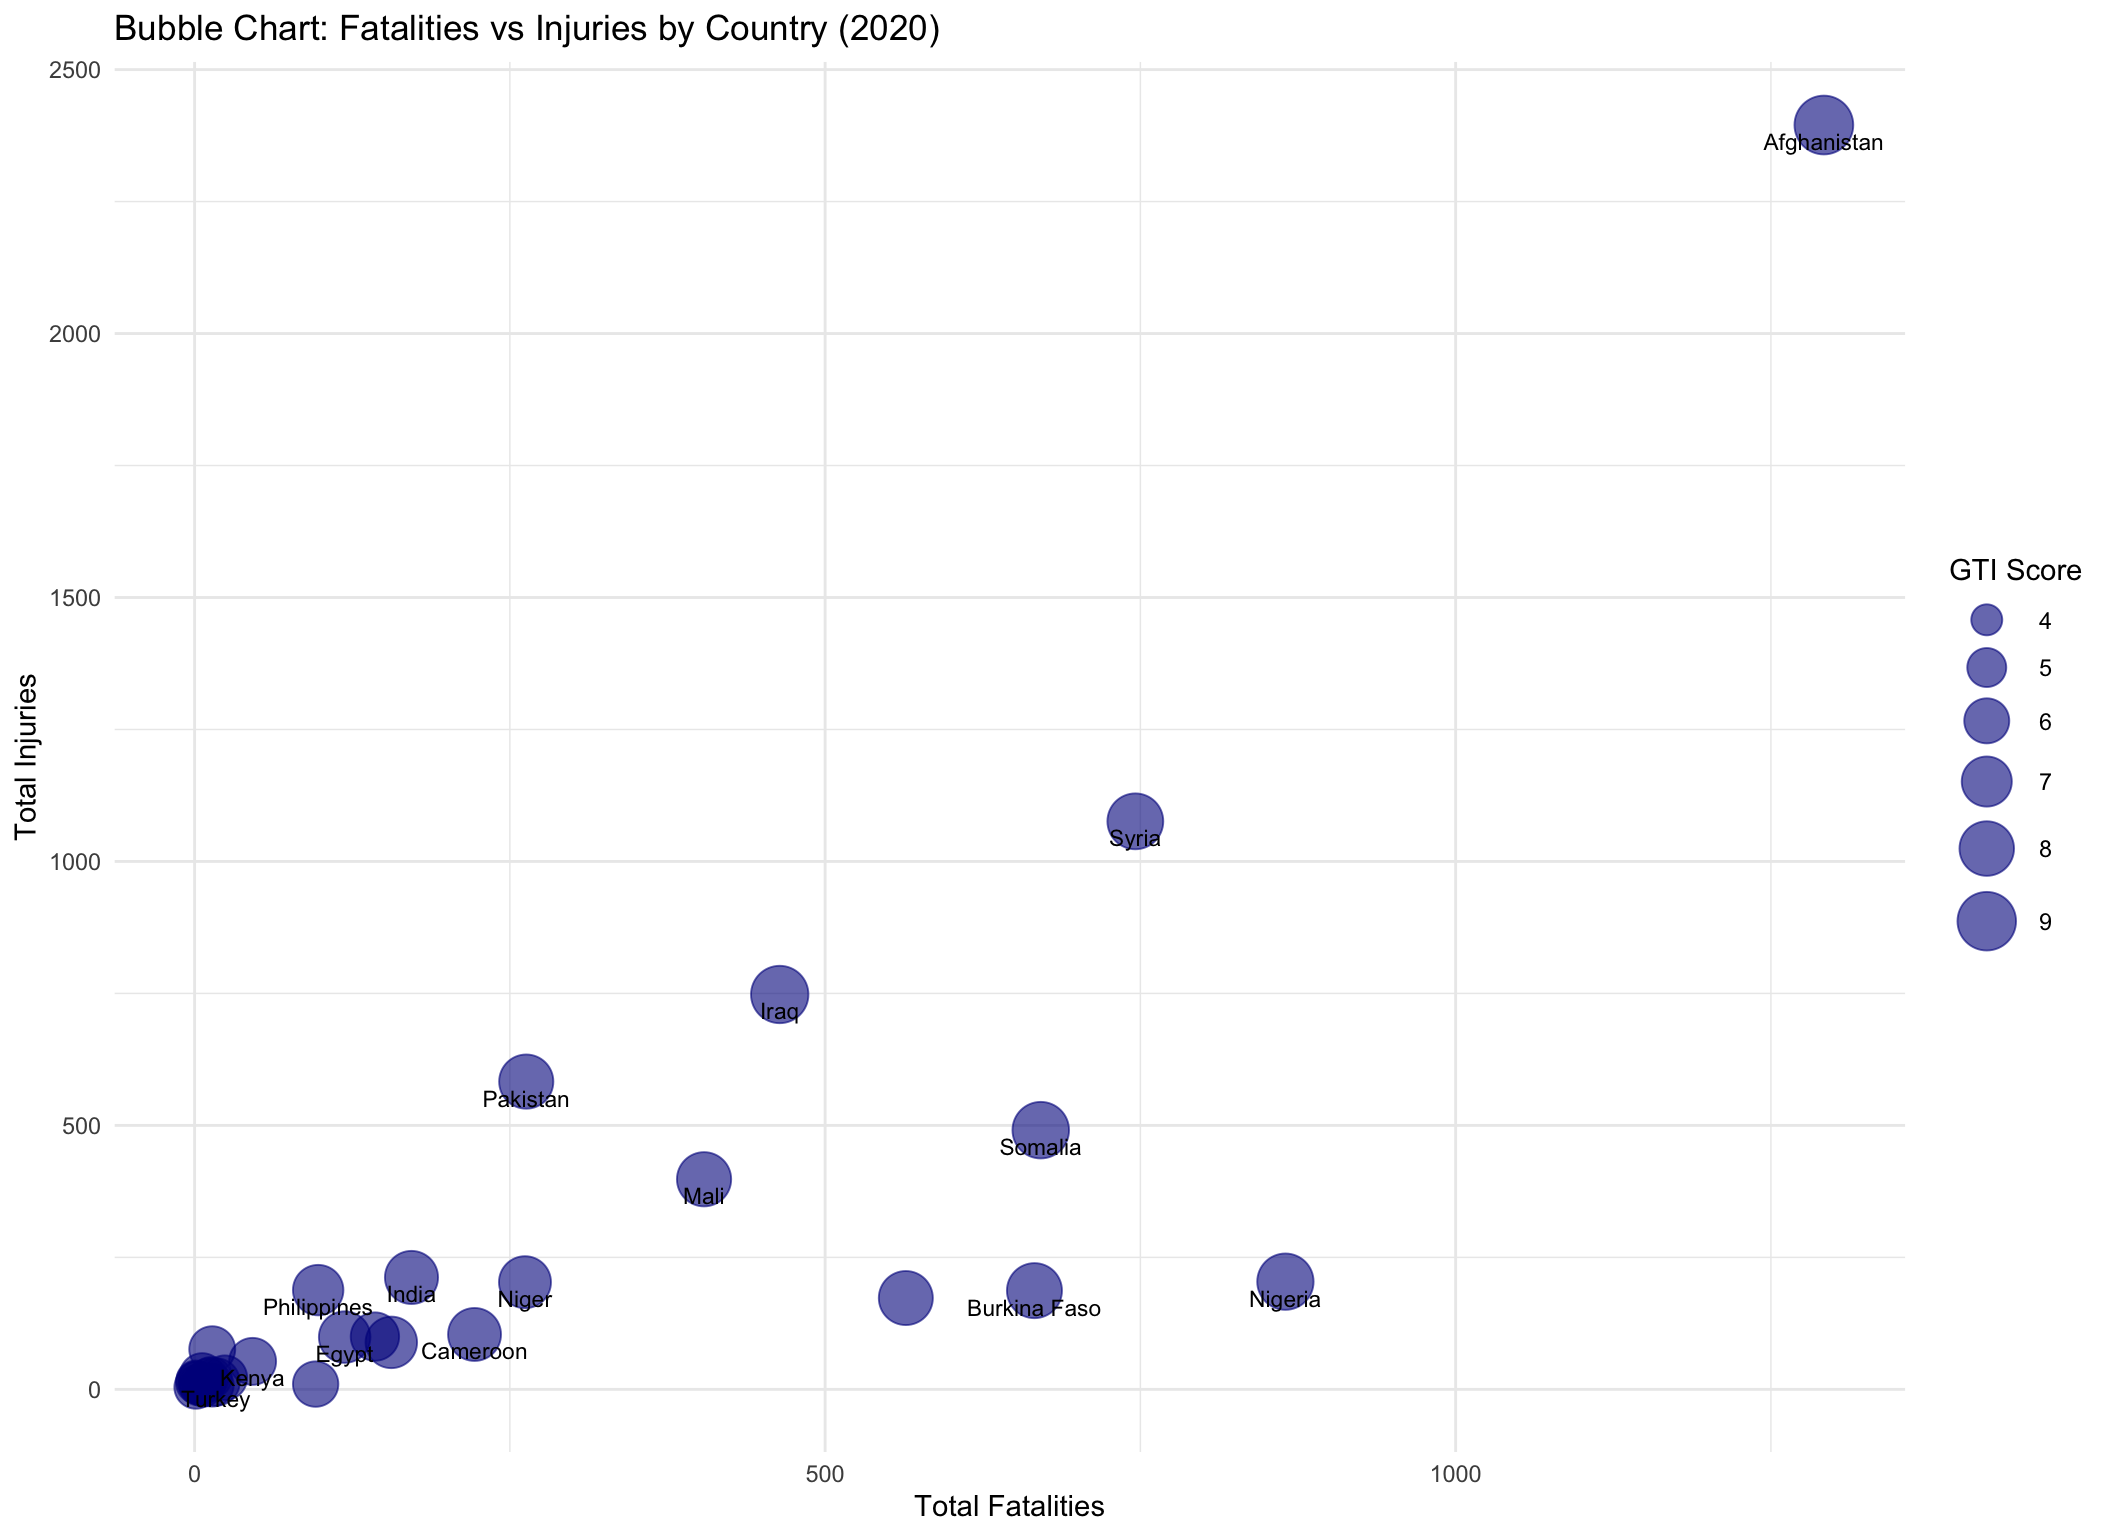 Bubble Chart: Fatalities vs Injuries by Country (2020)
2500
2000
1500
1000
500
0
Total Injuries
Afghanistan
Syria
Iraq
Pakistan
Somalia
Mali
India
Niger
Nigeria
Philippines
Burkina Faso
Egypt
Cameroon
Kenya
Turkey
0
500
1000
Total Fatalities
GTI Score
4
5
6
7
8
9